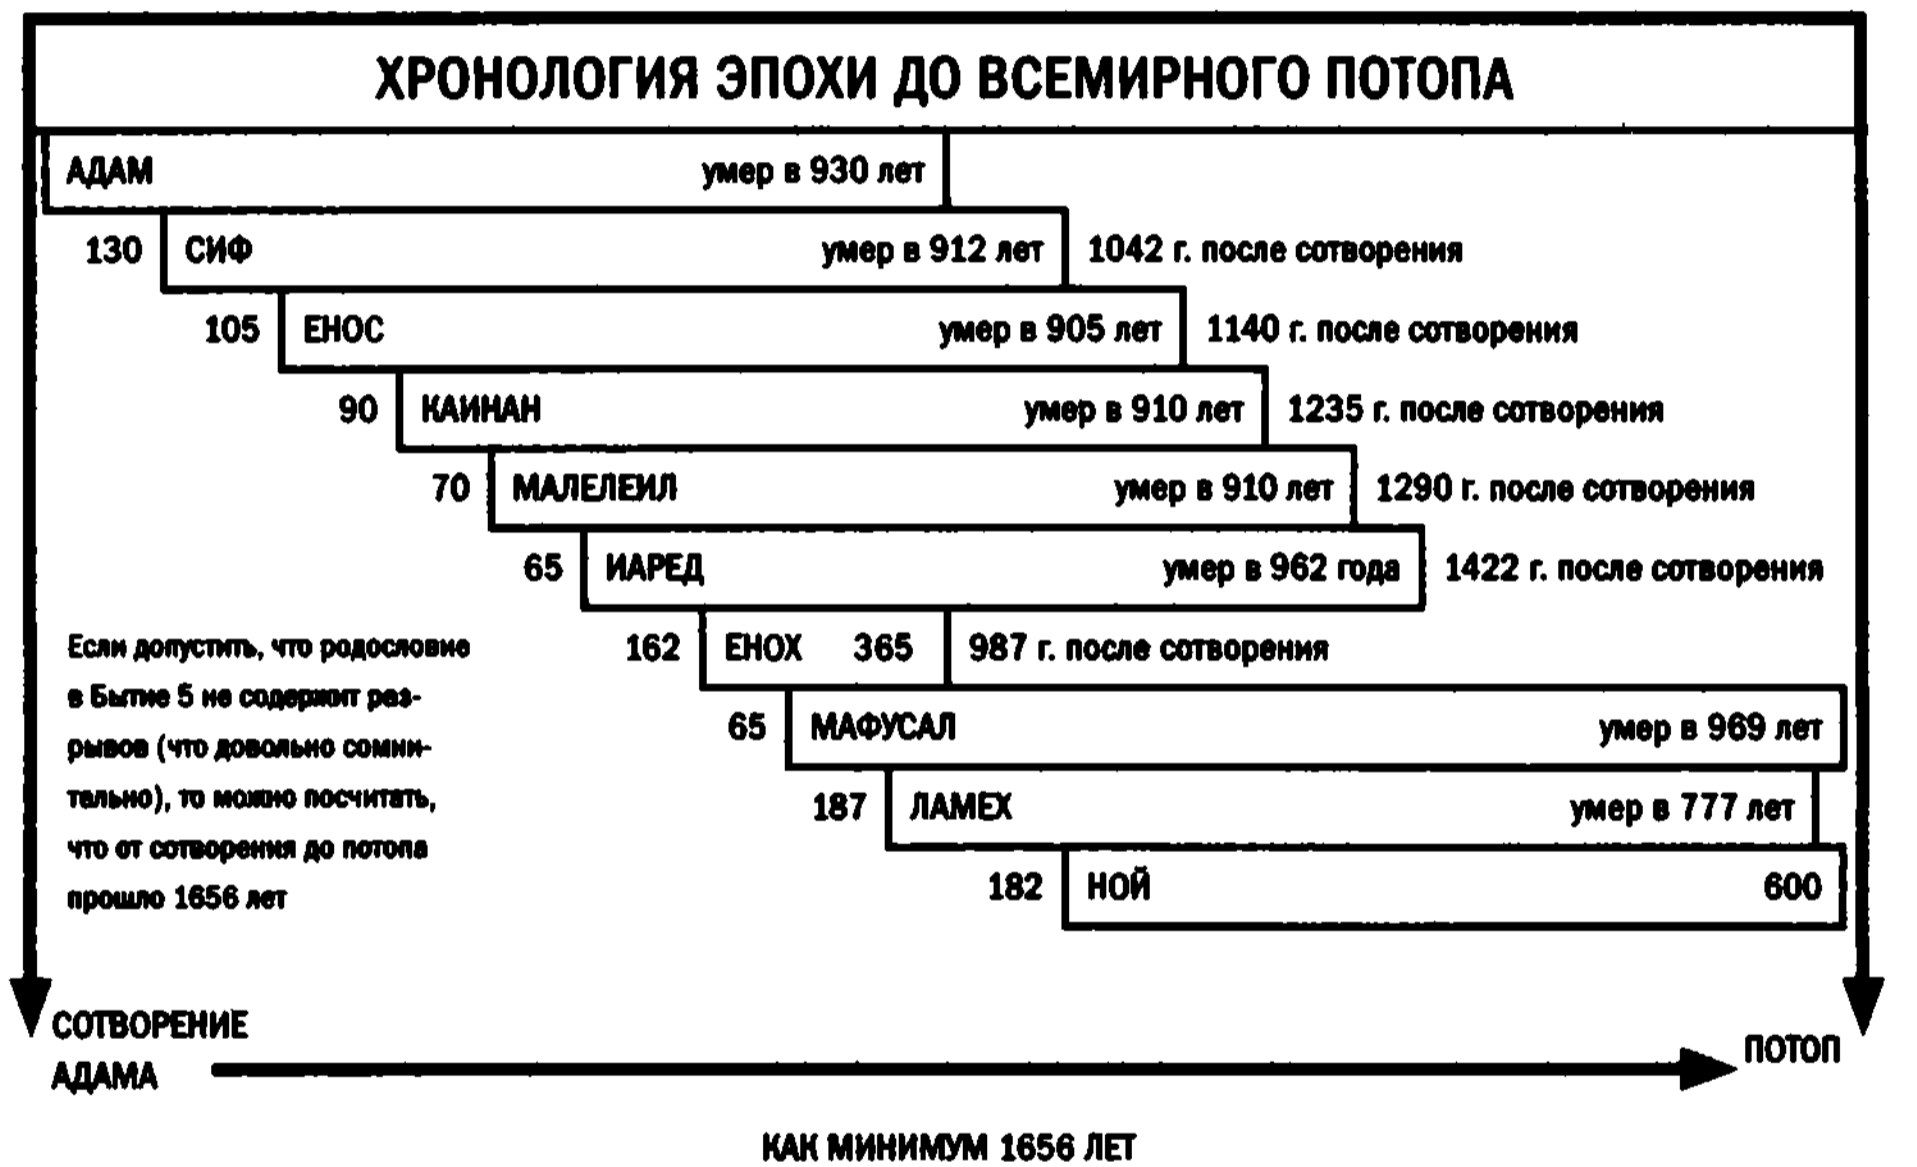 ХРОНОЛОГИЯ ЭПОХИ ДО ВСЕМИРНОГО ПОТОПА
АДАМ умер в 930 лет
130 СИФ умер в 912 лет 1042 г. после сотворения
105 ЕНОС умер в 905 лет 1140 г. после сотворения
90 КАИНАН умер в 910 лет 1235 г. после сотворения
70 МАЛЕЛЕИЛ умер в 910 лет 1290 г. после сотворения
65 ИАРЕД умер в 962 года 1422 г. после сотворения
162 ЕНОХ 365 987 г. после сотворения
65 МАФУСАЛ умер в 969 лет
187 ЛАМЕХ умер в 777 лет
182 НОЙ 600
Если допустить, что родословие
в Бытие 5 не содержит раз-
рывов (что довольно сомни-
тельно), то можно посчитать,
что от сотворения до потопа
прошло 1656 лет
СОТВОРЕНИЕ
АДАМА
ПОТОП
КАК МИНИМУМ 1656 ЛЕТ